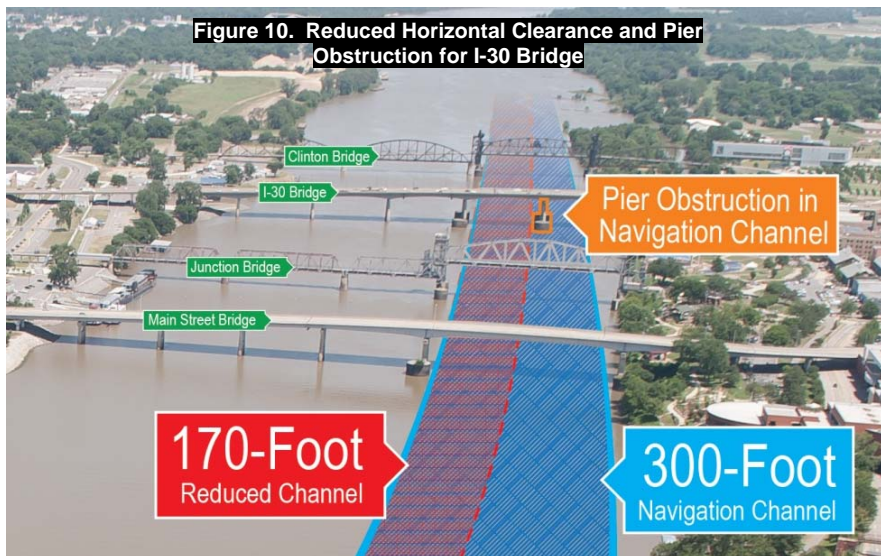 Figure 10. Reduced Horizontal Clearance and Pier
Obstruction for I-30 Bridge
Clinton Bridge
I-30 Bridge
Pier Obstruction in
Navigation Channel
Junction Bridge
Main Street Bridge
170-Foot
Reduced Channel
300-Foot
Navigation Channel